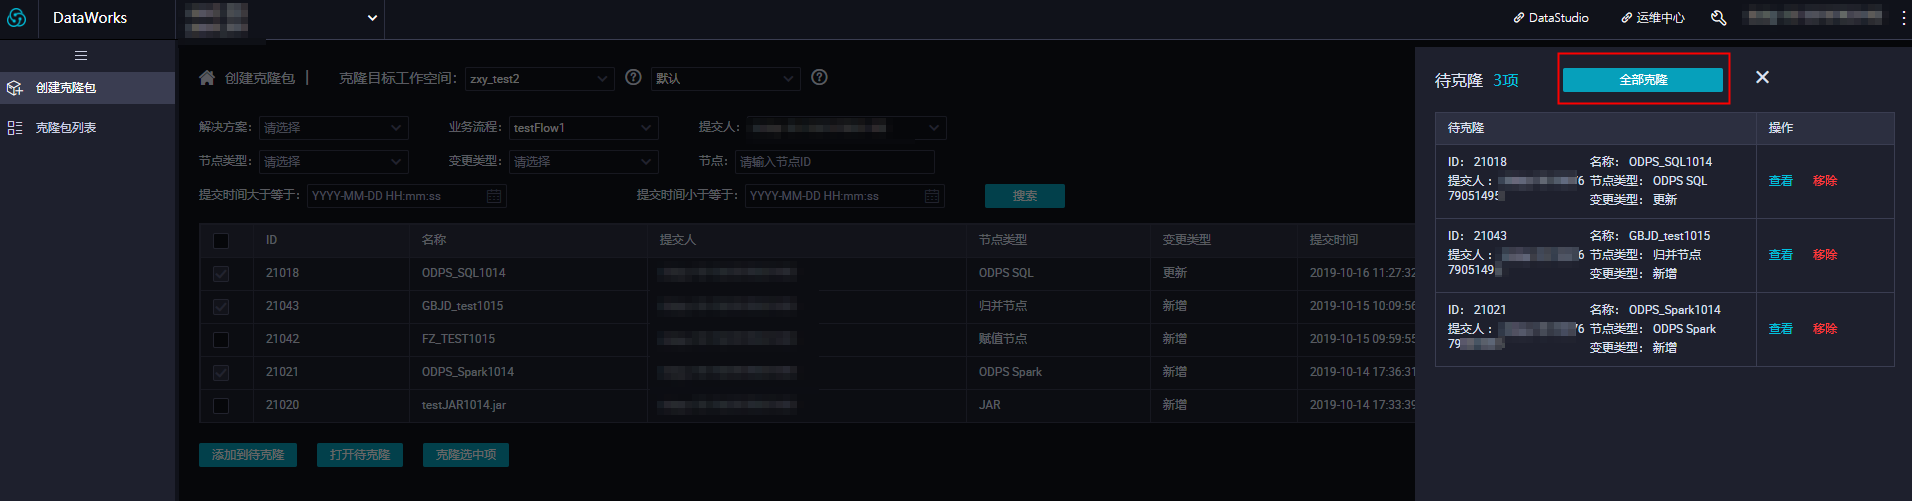 DataWorks
DataStudio 运维中心
创建克隆包
克隆包列表
创建克隆包 | 克隆目标工作空间： zxy_test2 默认
解决方案： 请选择 业务流程： testFlow1 提交人：
节点类型： 请选择 变更类型： 请选择 节点： 请输入节点ID
提交时间大于等于： YYYY-MM-DD HH:mm:ss 提交时间小于等于： YYYY-MM-DD HH:mm:ss 搜索
ID 名称 提交人 节点类型 变更类型 提交时间
21018 ODPS_SQL1014 ODPS SQL 更新 2019-10-16 11:27:32
21043 GBJD_test1015 归并节点 新增 2019-10-15 10:09:56
21042 FZ_TEST1015 赋值节点 新增 2019-10-15 09:59:55
21021 ODPS_Spark1014 ODPS Spark 新增 2019-10-14 17:36:31
21020 testJAR1014.jar JAR 新增 2019-10-14 17:33:39
添加到待克隆 打开待克隆 克隆选中项
待克隆 3项 全部克隆
待克隆 操作
ID： 21018 名称： ODPS_SQL1014
提交人： 6 节点类型： ODPS SQL 查看 移除
79051495 变更类型： 更新
ID： 21043 名称： GBJD_test1015
提交人： 6 节点类型： 归并节点 查看 移除
7905149 变更类型： 新增
ID： 21021 名称： ODPS_Spark1014
提交人： 6 节点类型： ODPS Spark 查看 移除
79 变更类型： 新增